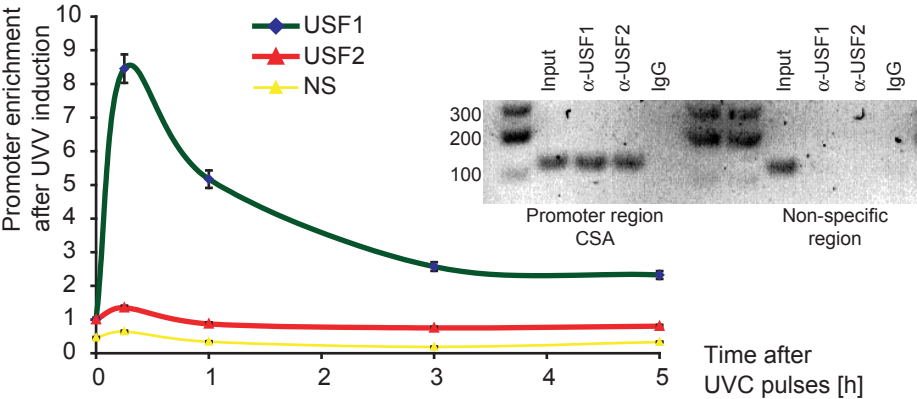 Promoter enrichment
after UVV induction
10
9
8
7
6
5
4
3
2
1
0
0
1
2
3
4
5
Time after
UVC pulses [h]
USF1
USF2
NS
Input
α-USF1
α-USF2
IgG
Input
α-USF1
α-USF2
IgG
300
200
100
Promoter region
CSA
Non-specific
region